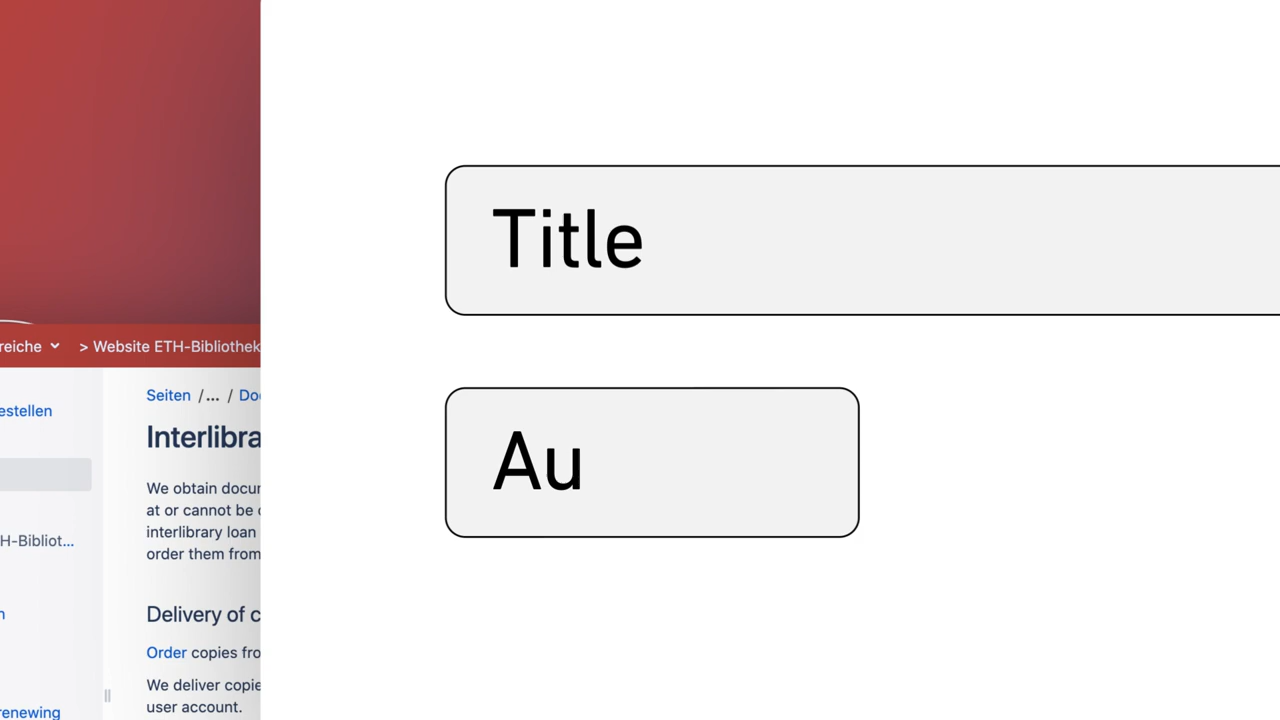 reiche > Website ETH-Bibliothek
estellen
H-Bibliot...
n
renewing
Seiten /... / Do
Interlibra
We obtain docu
at or cannot be
interlibrary loan
order them from
Delivery of c
Order copies fro
We deliver copie
user account.
Title
Au